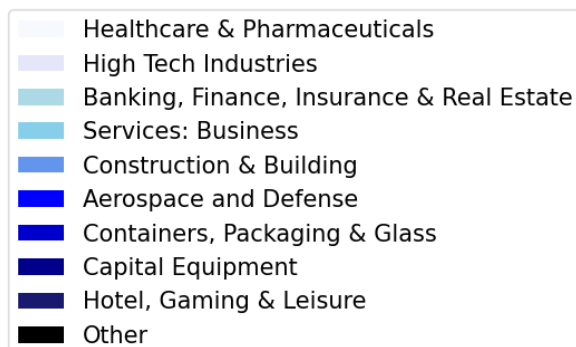 Healthcare & Pharmaceuticals
High Tech Industries
Banking, Finance, Insurance & Real Estate
Services: Business
Construction & Building
Aerospace and Defense
Containers, Packaging & Glass
Capital Equipment
Hotel, Gaming & Leisure
Other